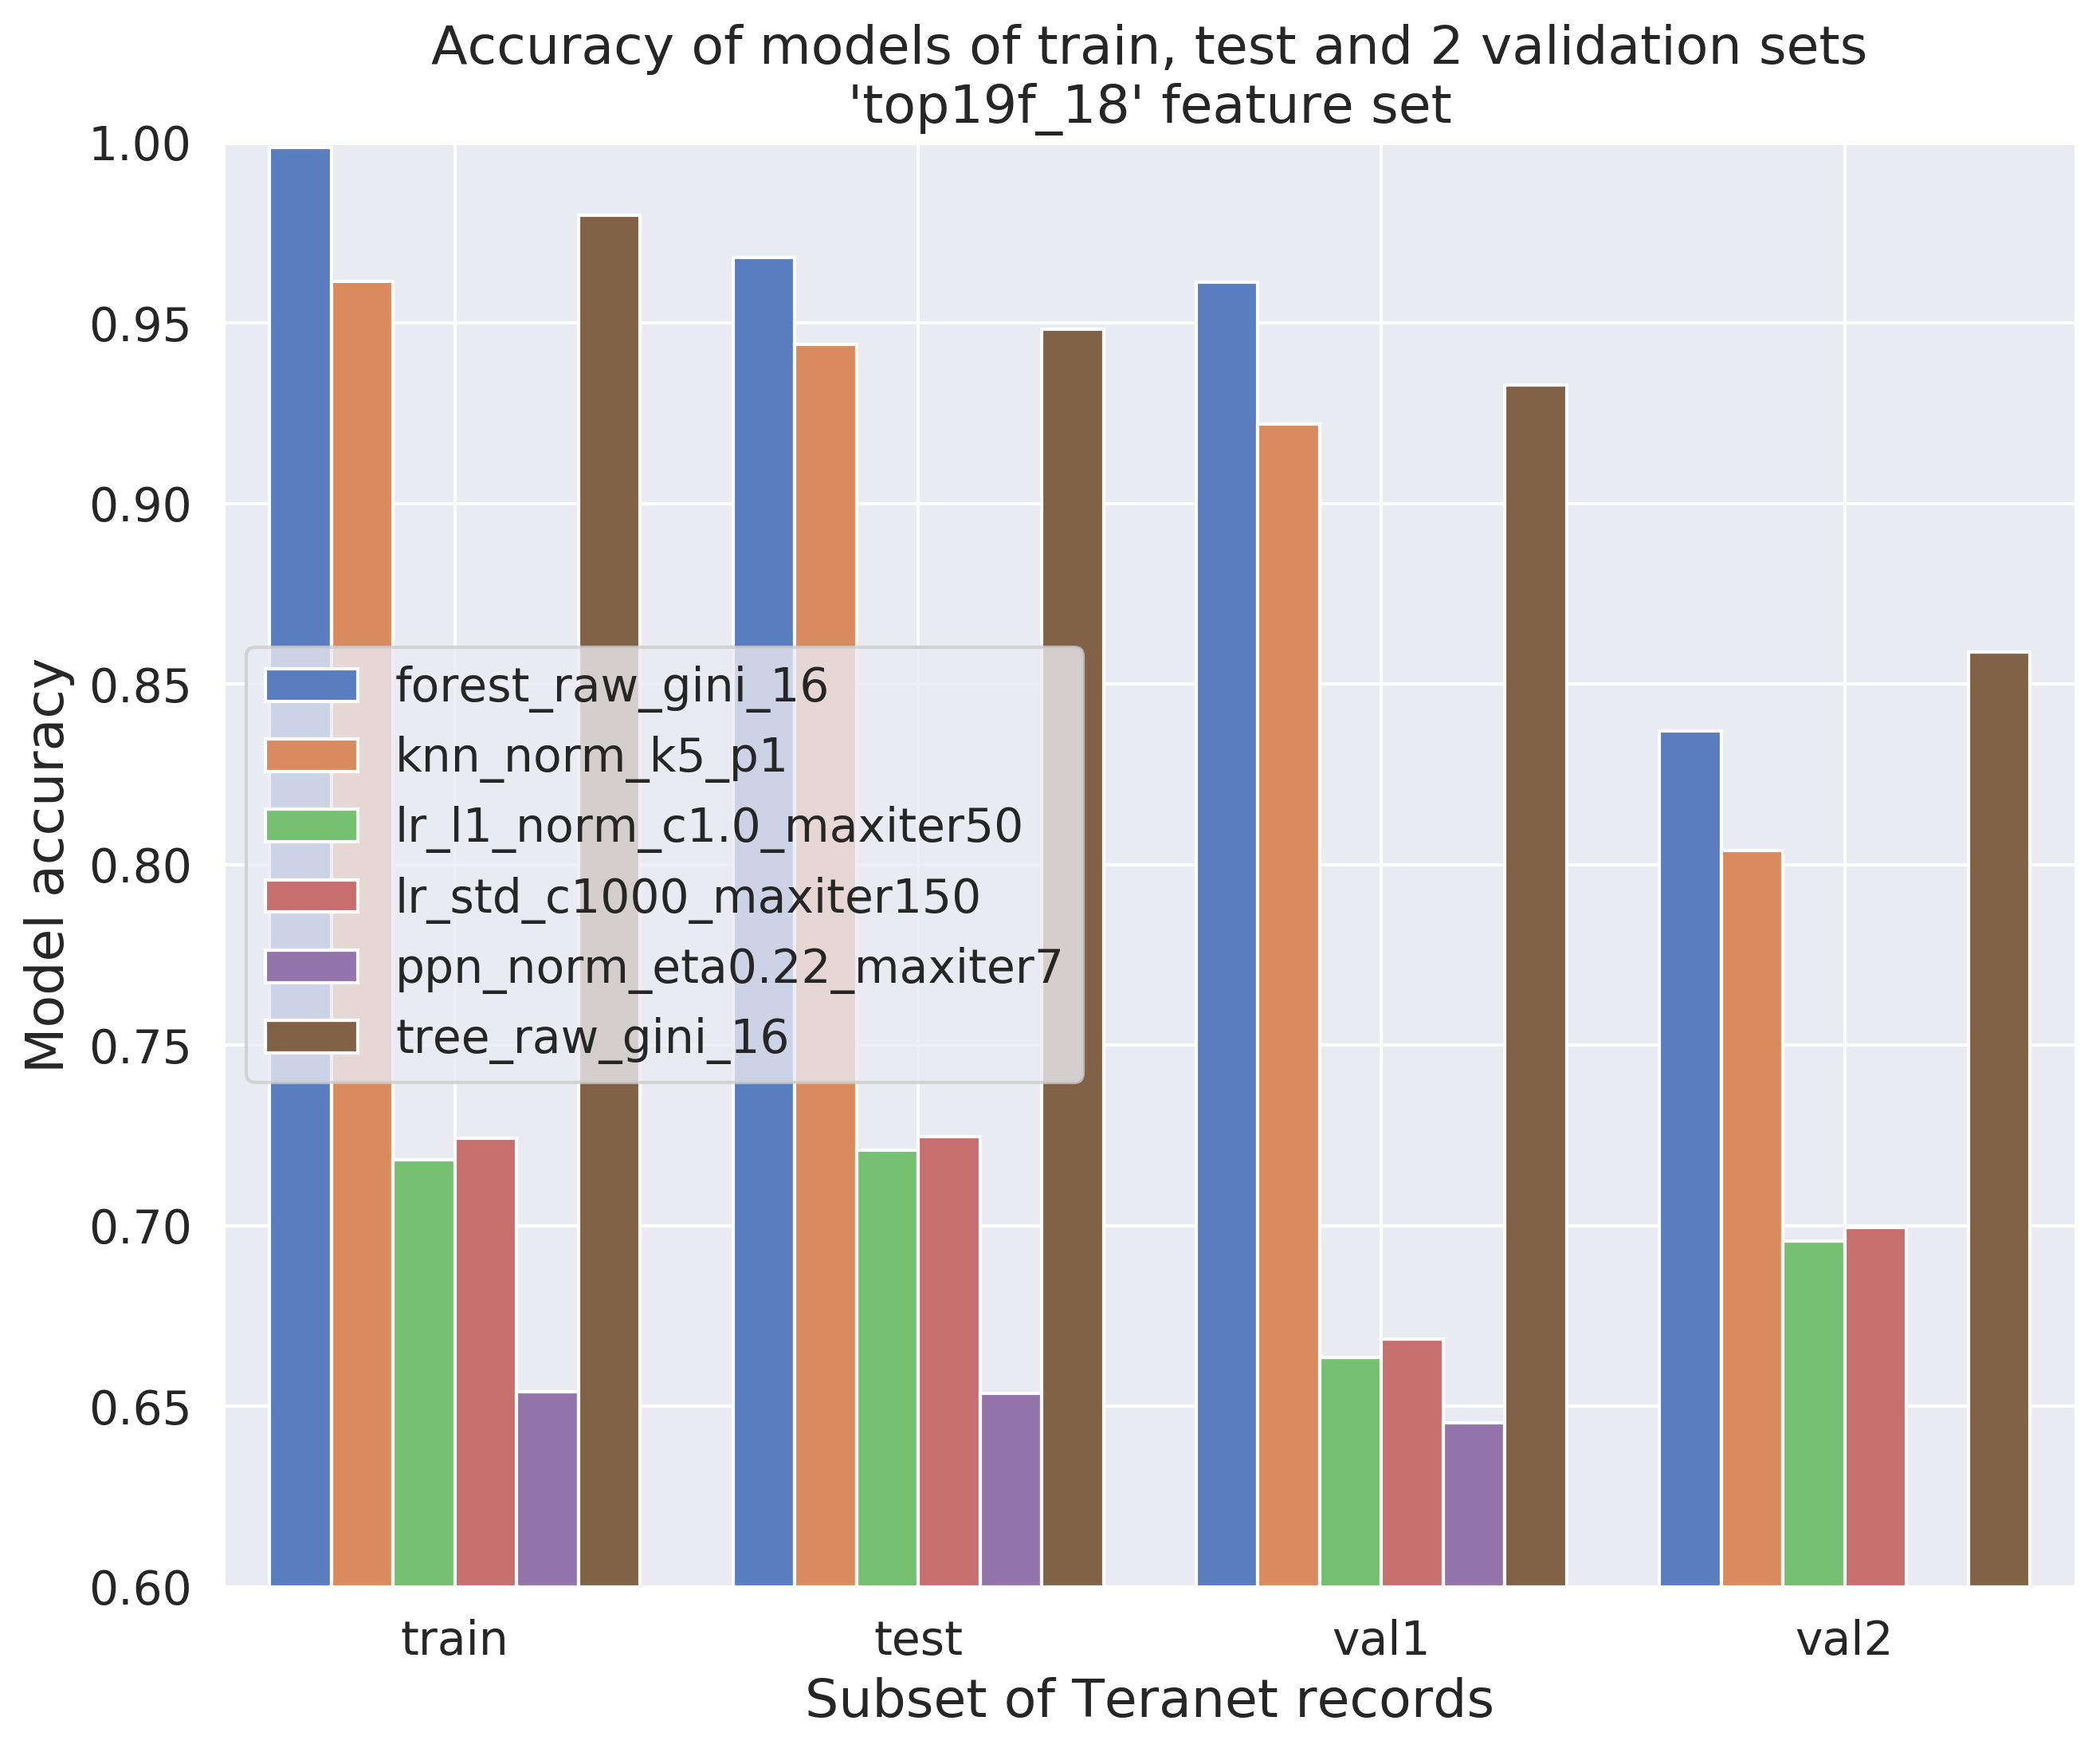 Accuracy of models of train, test and 2 validation sets
'top19f_18' feature set
Model accuracy
1.00
0.95
0.90
0.85
0.80
0.75
0.70
0.65
0.60
forest_raw_gini_16
knn_norm_k5_p1
lr_l1_norm_c1.0_maxiter50
lr_std_c1000_maxiter150
ppn_norm_eta0.22_maxiter7
tree_raw_gini_16
train
test
val1
val2
Subset of Teranet records